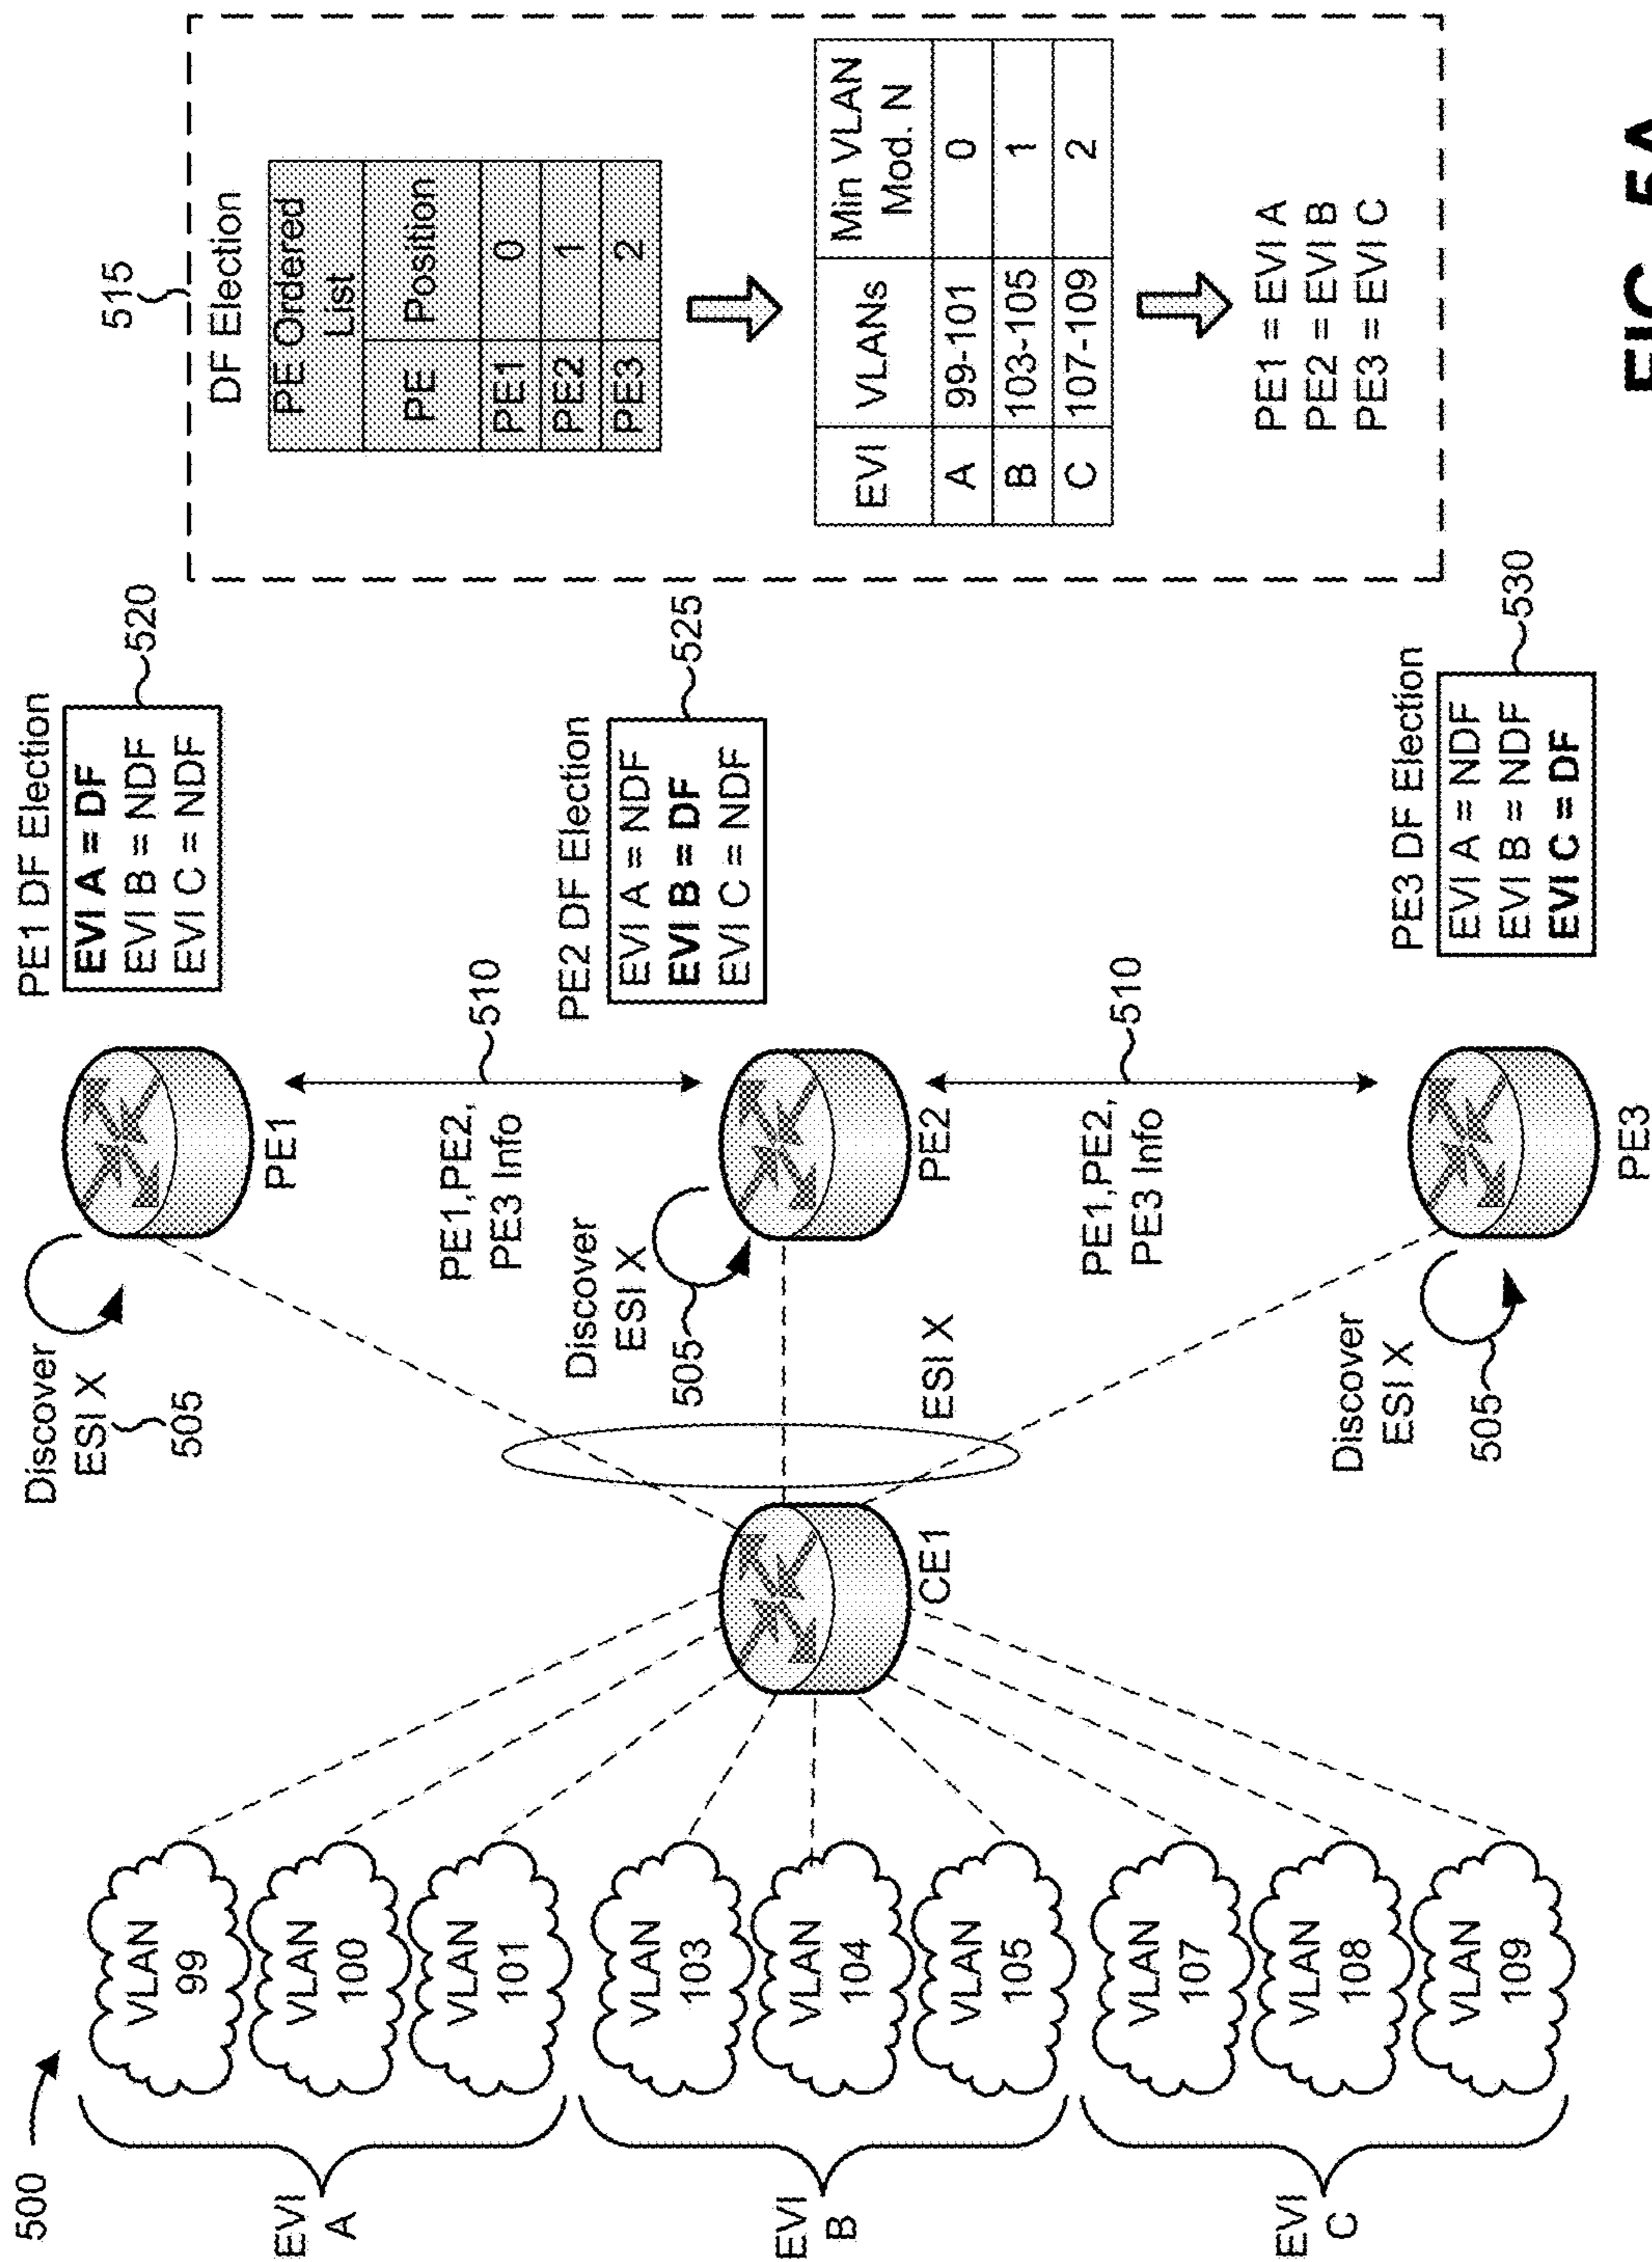 500
EVI
A
EVI
B
EVI
C
VLAN
99
VLAN
100
VLAN
101
VLAN
103
VLAN
104
VLAN
105
VLAN
107
VLAN
108
VLAN
109
CE1
ESI X
Discover
ESI X
505
PE1
Discover
ESI X
505
PE2
Discover
ESI X
505
PE3
PE1,PE2,
PE3 Info
510
PE1,PE2,
PE3 Info
510
PE1 DF Election
EVI A = DF
EVI B = NDF
EVI C = NDF
520
PE2 DF Election
EVI A = NDF
EVI B = DF
EVI C = NDF
525
PE3 DF Election
EVI A = NDF
EVI B = NDF
EVI C = DF
530
515
DF Election
PE Ordered
List
PE Position
PE1 0
PE2 1
PE3 2
EVI VLANs Min VLAN
Mod. N
A 99-101 0
B 103-105 1
C 107-109 2
PE1 = EVI A
PE2 = EVI B
PE3 = EVI C